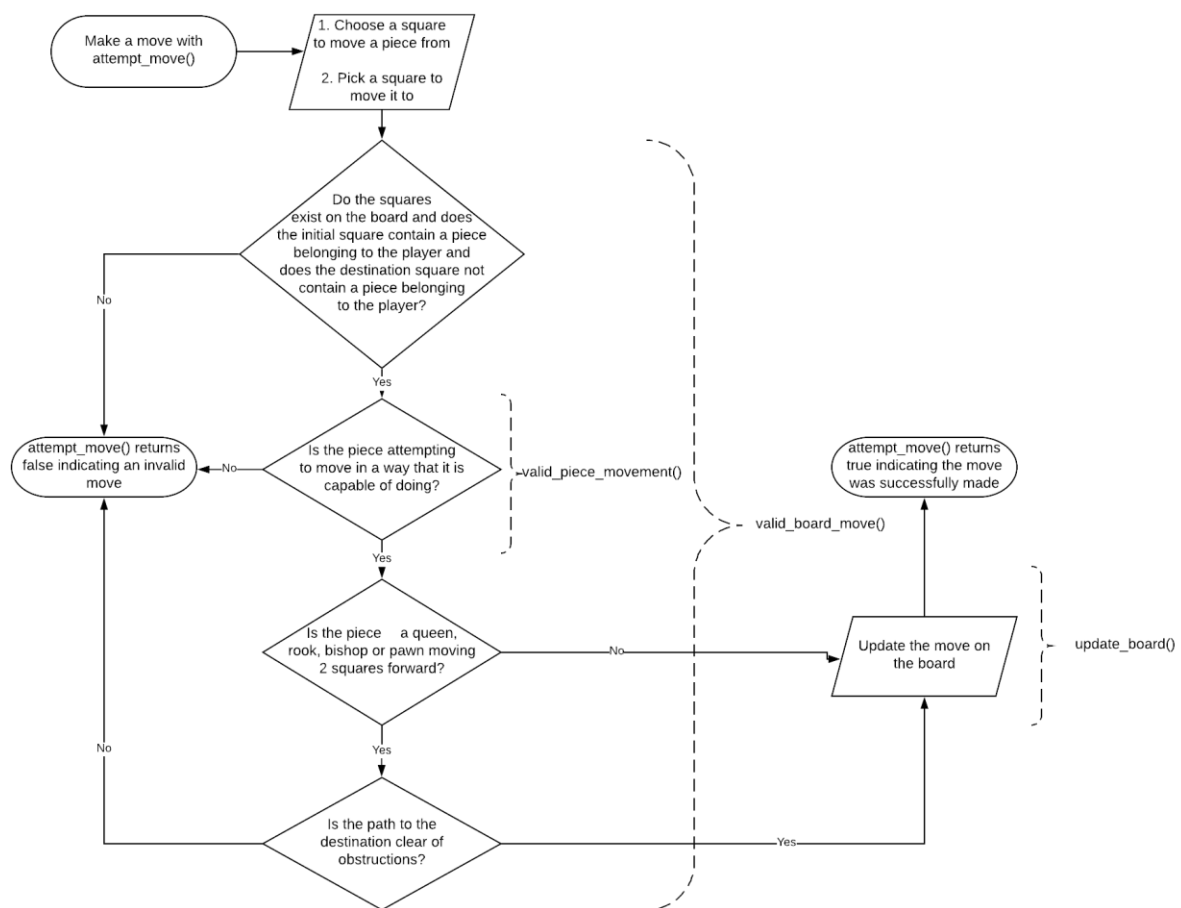 Make a move with
attempt_move()
1. Choose a square
to move a piece from
2. Pick a square to
move it to
Do the squares
exist on the board and does
the initial square contain a piece
belonging to the player and
does the destination square not
contain a piece belonging
to the player?
No
Yes
attempt_move() returns
false indicating an invalid
move
No
Is the piece attempting
to move in a way that it is
capable of doing?
valid_piece_movement()
attempt_move() returns
true indicating the move
was successfully made
valid_board_move()
Yes
Is the piece a queen,
rook, bishop or pawn moving
2 squares forward?
No
Update the move on
the board
update_board()
No
Yes
Is the path to the
destination clear of
obstructions?
Yes